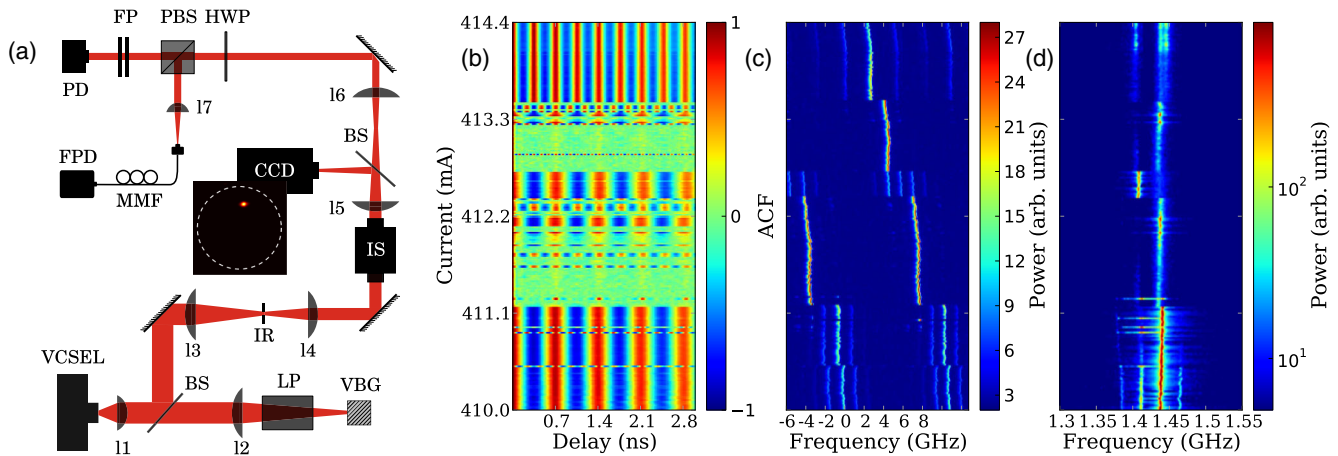 (a)
FP PBS HWP
PD
l7
l6
BS
FPD
MMF
CCD
l5
IS
l3 IR l4
VCSEL
BS
LP
VBG
l1
l2
(b)
414.4
413.3
412.2
411.1
410.0
Current (mA)
0.7 1.4 2.1 2.8
Delay (ns)
1
0
−1
ACF
(c)
-6 -4 -2 0 2 4 6 8
Frequency (GHz)
27
24
21
18
15
12
9
6
3
Power (arb. units)
(d)
1.3 1.35 1.4 1.45 1.5 1.55
Frequency (GHz)
10²
10¹
Power (arb. units)